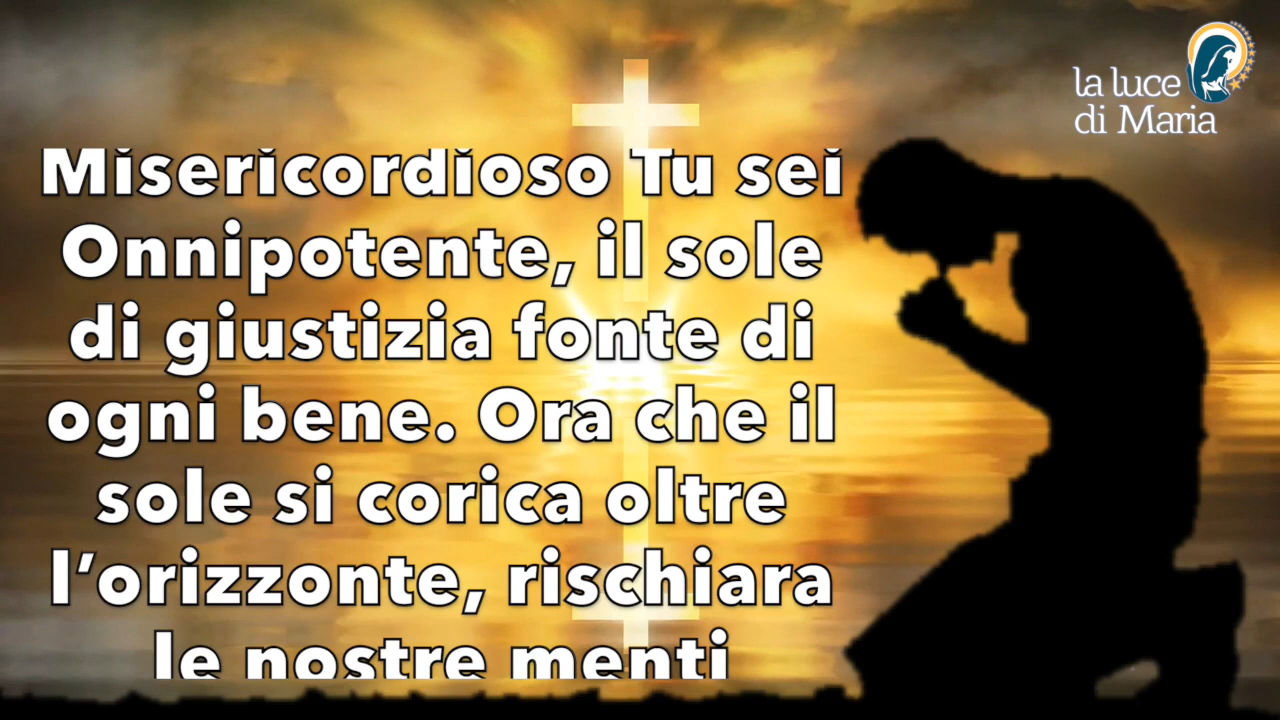 la luce
di Maria
Misericordioso Tu sei
Onnipotente, il sole
di giustizia fonte di
ogni bene. Ora che il
sole si corica oltre
l’orizzonte, rischiara
le nostre menti